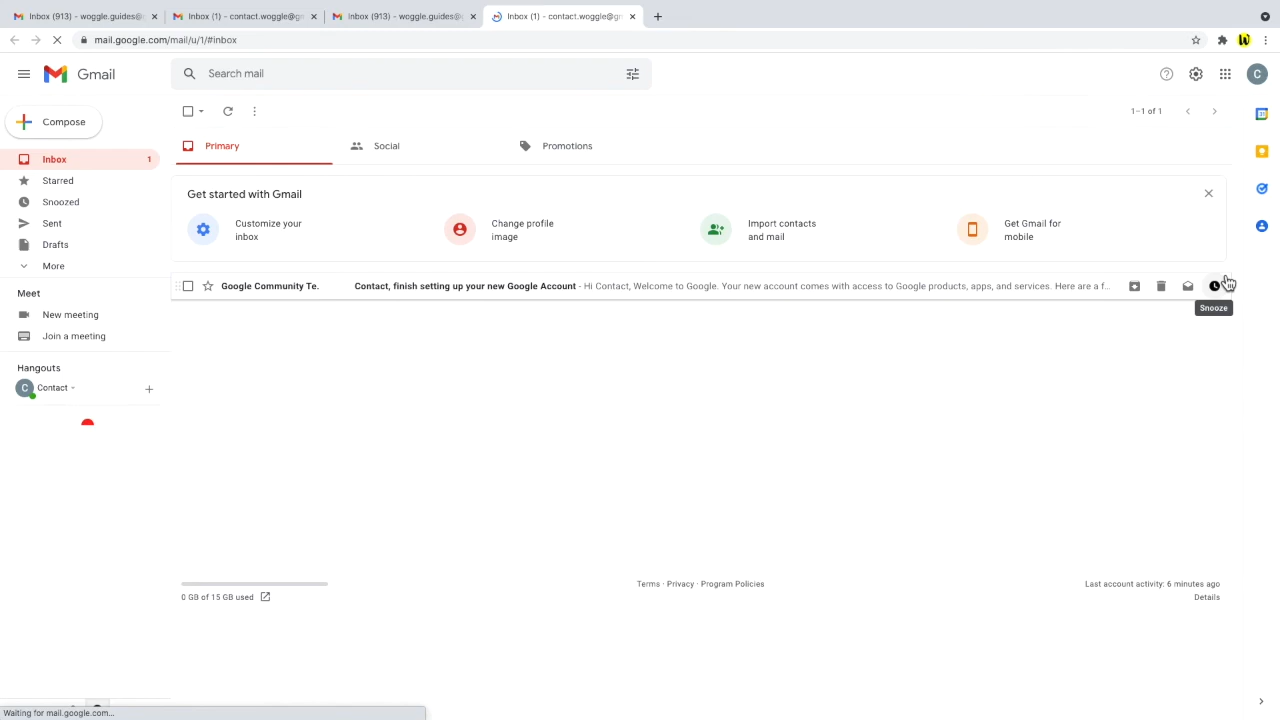 Inbox (913) - woggle.guides@g
Inbox (1) - contact.woggle@gm
Inbox (913) - woggle.guides@g
Inbox (1) - contact.woggle@gm
mail.google.com/mail/u/1/#inbox
Gmail
Search mail
C
Compose
1–1 of 1
Primary
Social
Promotions
Inbox
1
Starred
Snoozed
Sent
Drafts
More
Get started with Gmail
Customize your
inbox
Change profile
image
Import contacts
and mail
Get Gmail for
mobile
Google Community Te.
Contact, finish setting up your new Google Account - Hi Contact, Welcome to Google. Your new account comes with access to Google products, apps, and services. Here are a f…
Snooze
Meet
New meeting
Join a meeting
Hangouts
C
Contact
0 GB of 15 GB used
Terms · Privacy · Program Policies
Last account activity: 6 minutes ago
Details
Waiting for mail.google.com...